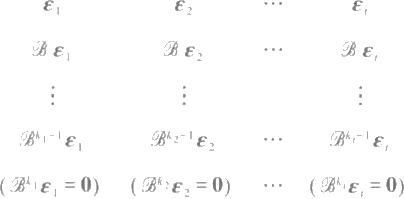 ε₁ ε₂ ⋯ εₜ
ℬ ε₁ ℬ ε₂ ⋯ ℬ εₜ
⋮ ⋮ ⋮
ℬ^{k₁−1} ε₁ ℬ^{k₂−1} ε₂ ⋯ ℬ^{kₜ−1} εₜ
( ℬ^{k₁} ε₁ = 0 ) ( ℬ^{k₂} ε₂ = 0 ) ⋯ ( ℬ^{kₜ} εₜ = 0 )